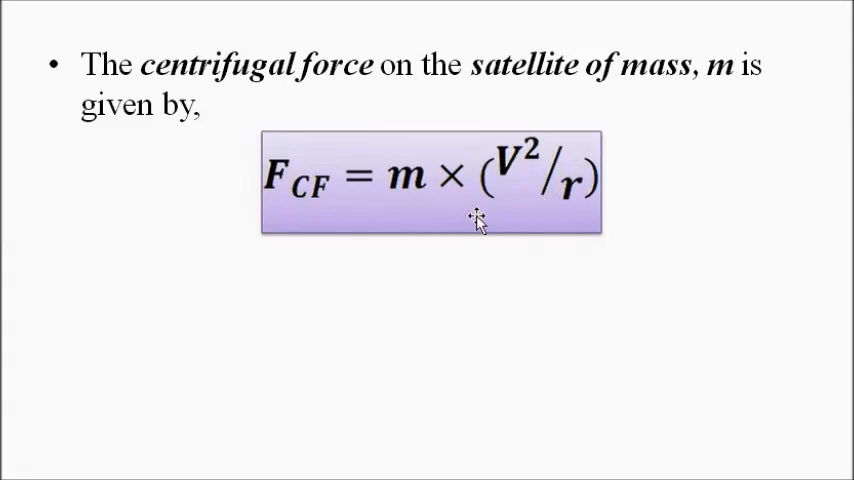 • The centrifugal force on the satellite of mass, m is
given by,
F_CF = m × (V²/r)